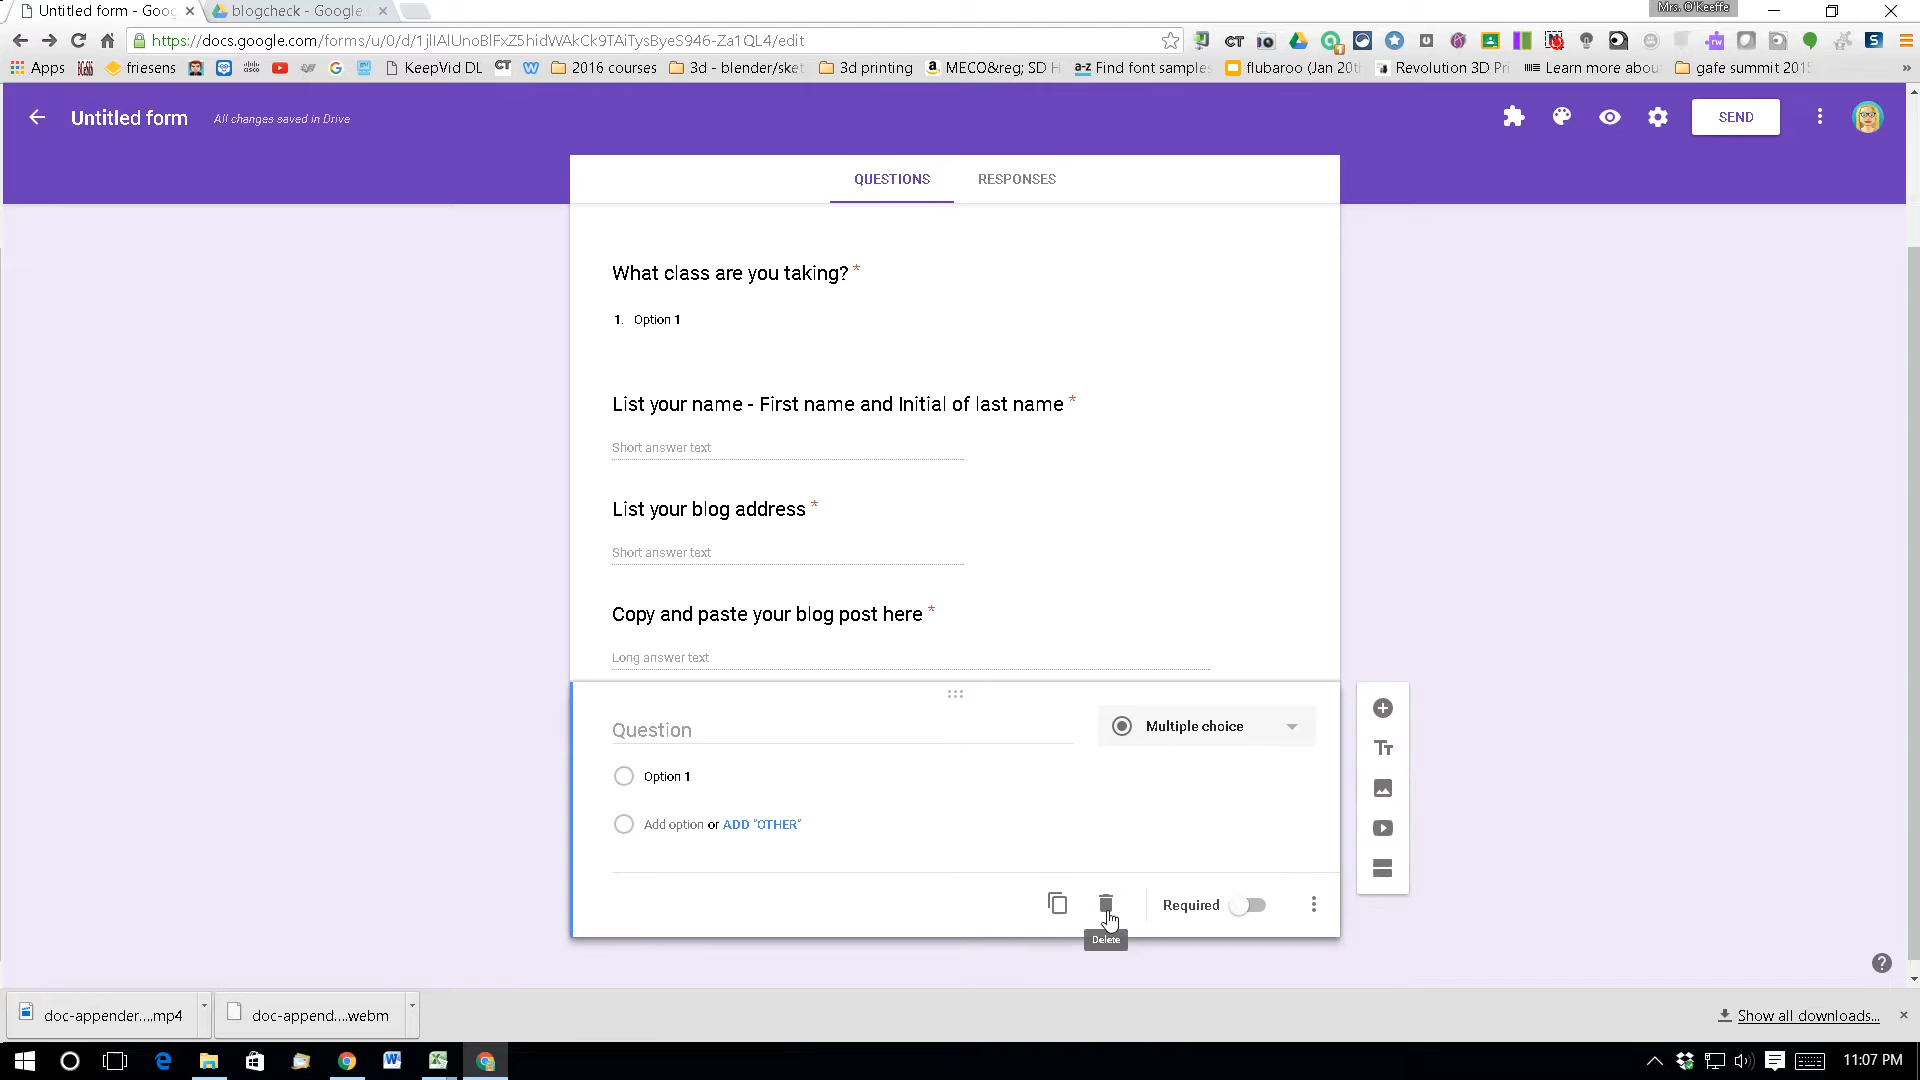 Untitled form - Goog
blogcheck - Google
Mrs. O'Keeffe
https://docs.google.com/forms/u/0/d/1jlIAlUnoBlFxZ5hidWAkCk9TAiTysByeS946-Za1QL4/edit
Apps
friesens
KeepVid DL
2016 courses
3d - blender/sket
3d printing
MECO&reg; SD H
Find font samples
flubaroo (Jan 20th
Revolution 3D Pri
Learn more abou
gafe summit 2015
Untitled form
All changes saved in Drive
SEND
QUESTIONS
RESPONSES
What class are you taking? *
1. Option 1
List your name - First name and Initial of last name *
Short answer text
List your blog address *
Short answer text
Copy and paste your blog post here *
Long answer text
Question
Multiple choice
Option 1
Add option or ADD "OTHER"
Required
Delete
doc-appender....mp4
doc-append....webm
Show all downloads...
11:07 PM